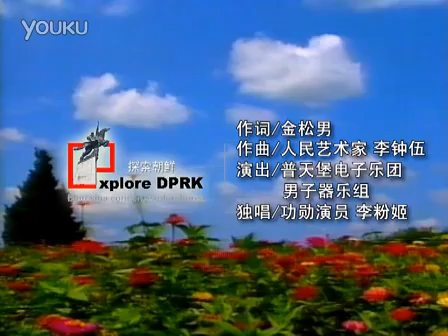 YOUKU
作词/金松男
作曲/人民艺术家 李钟伍
演出/普天堡电子乐团
男子器乐组
独唱/功勋演员 李粉姬
探索朝鲜
Explore DPRK